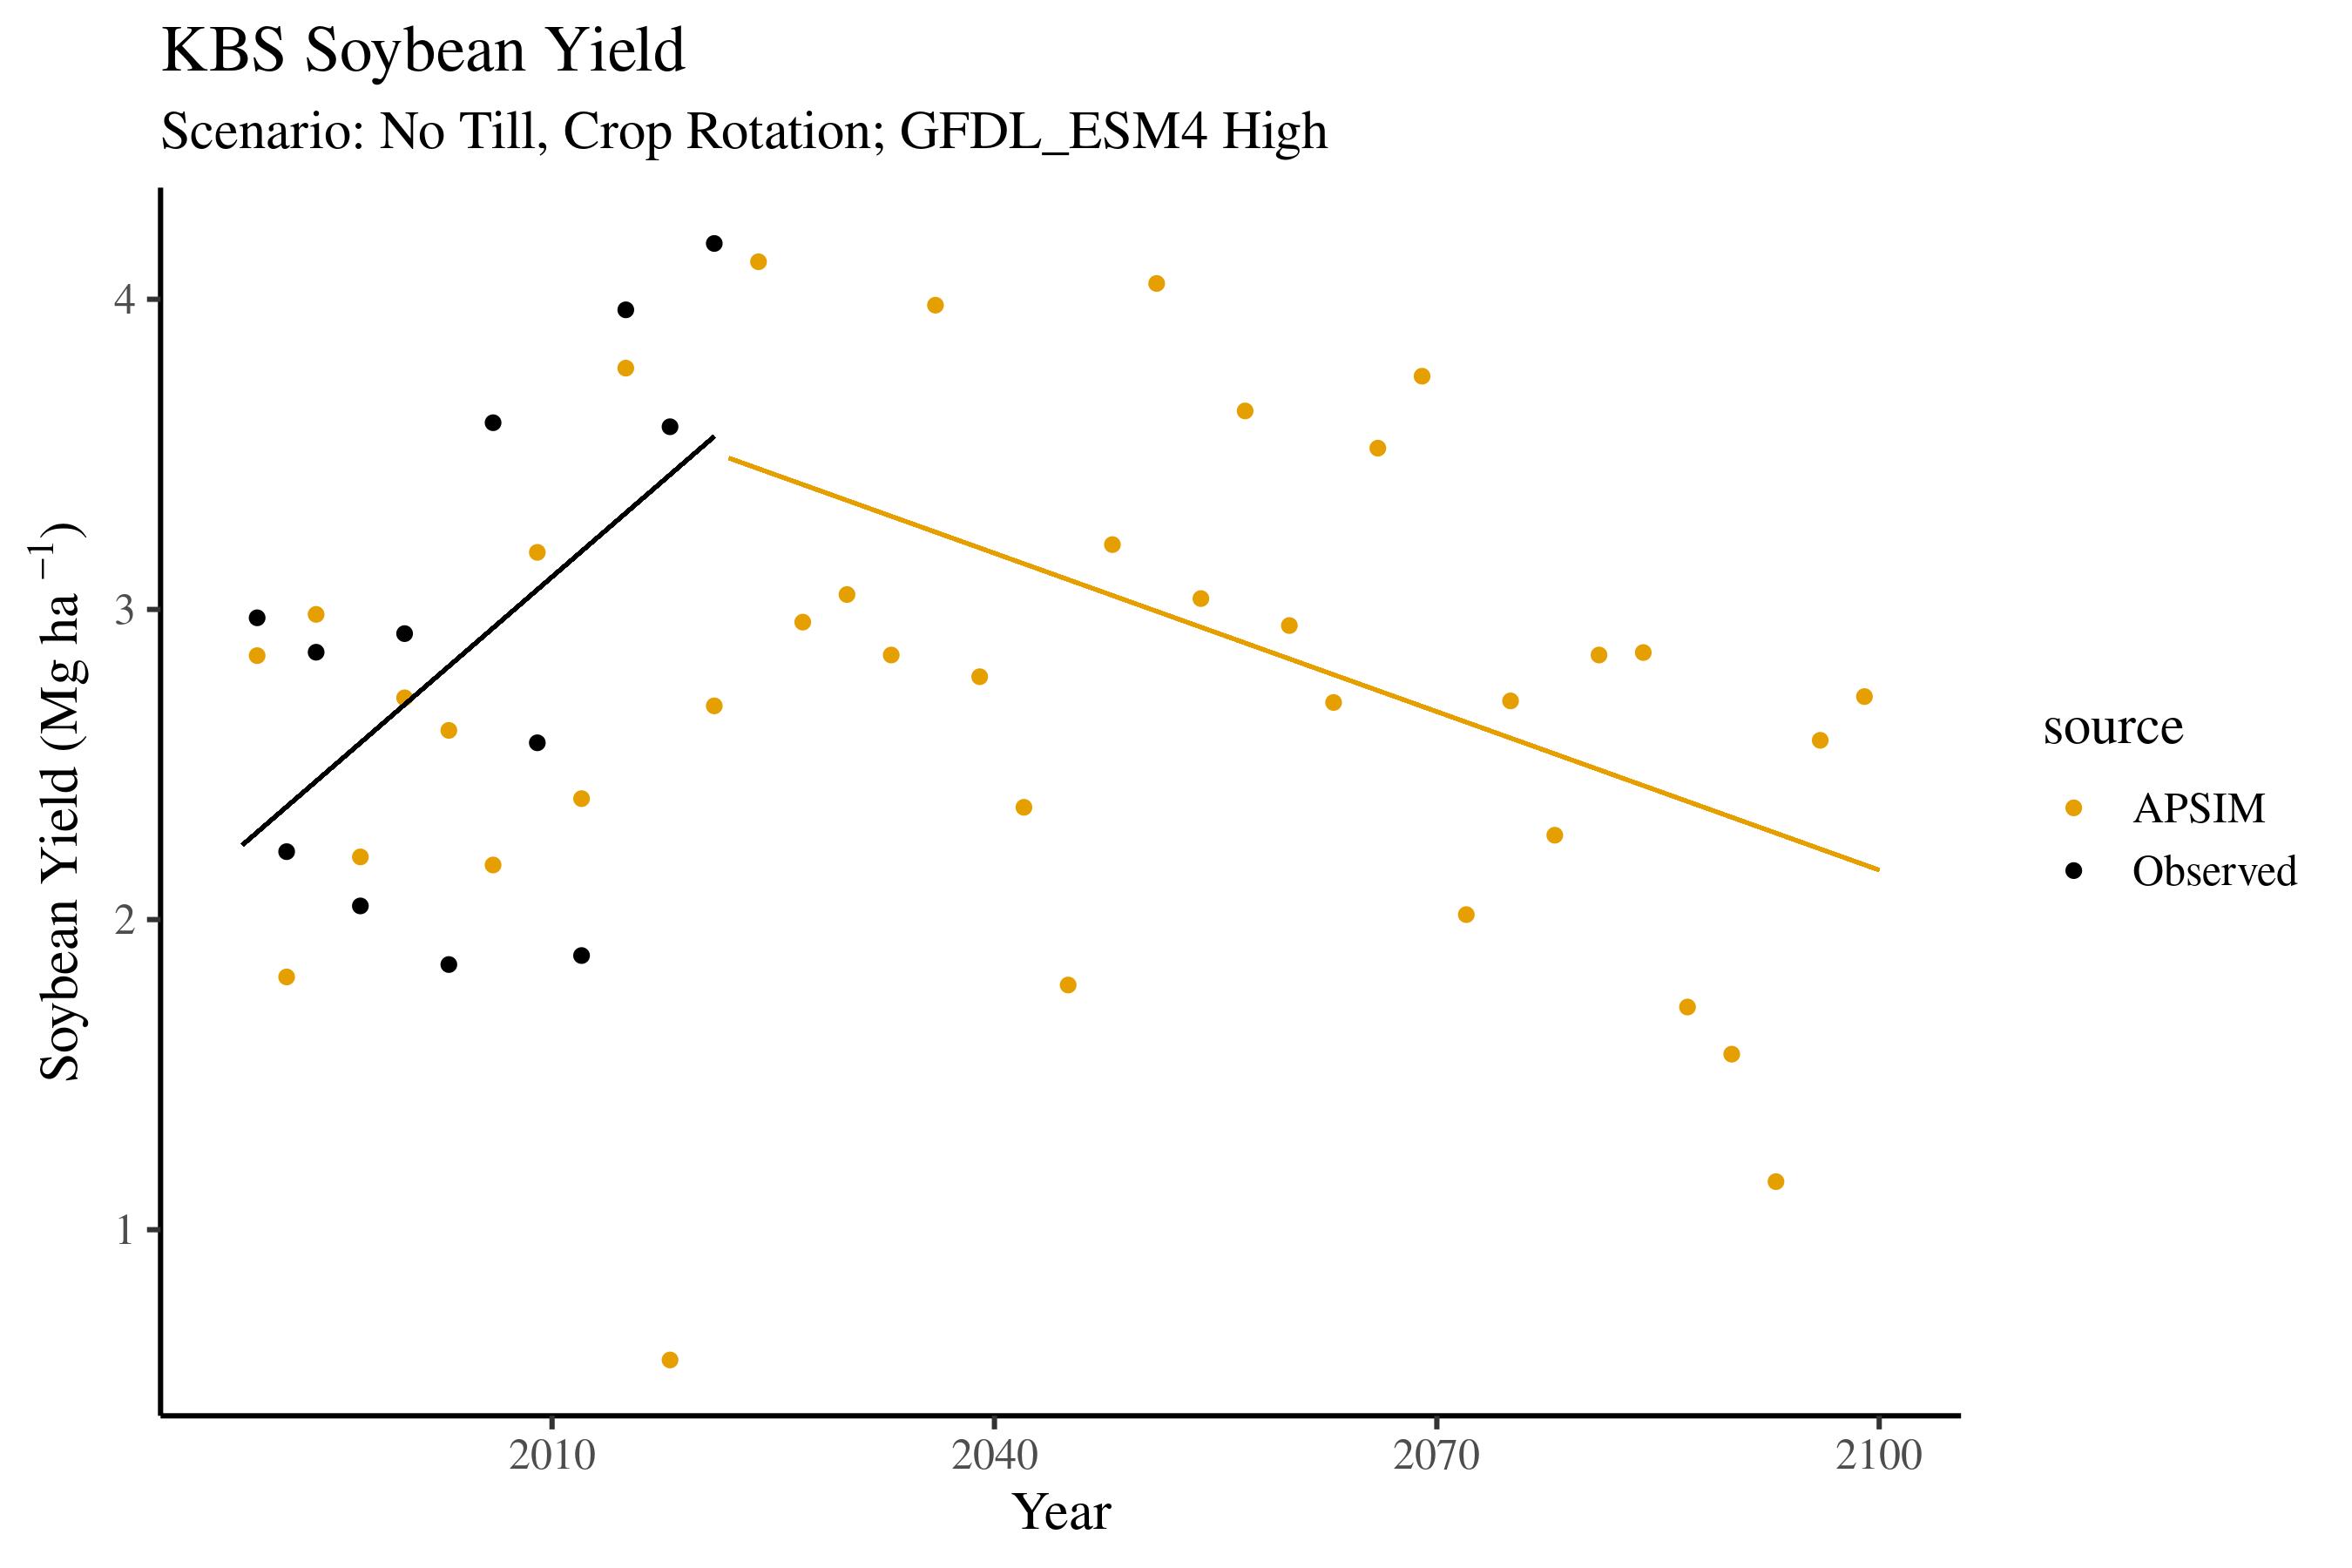 KBS Soybean Yield
Scenario: No Till, Crop Rotation; GFDL_ESM4 High
Soybean Yield (Mg ha⁻¹)
4
3
2
1
2010 2040 2070 2100
Year
source
APSIM
Observed